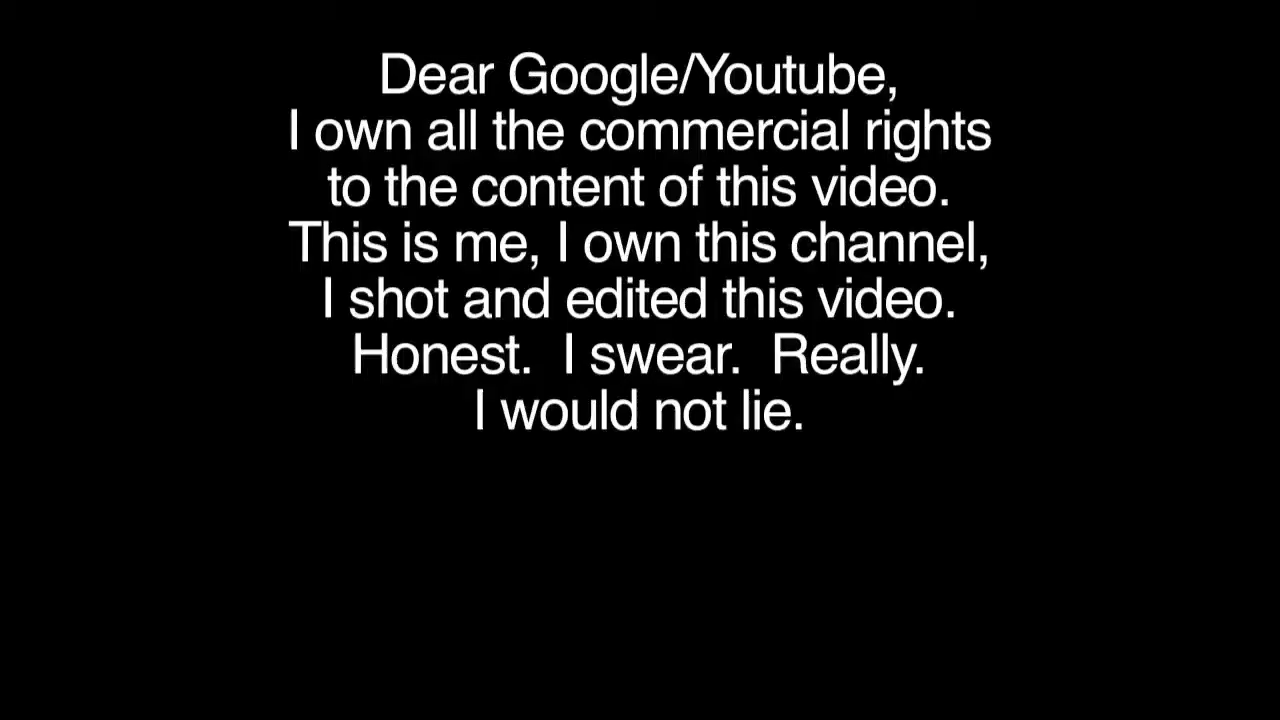 Dear Google/Youtube,
I own all the commercial rights
to the content of this video.
This is me, I own this channel,
I shot and edited this video.
Honest.  I swear.  Really.
I would not lie.